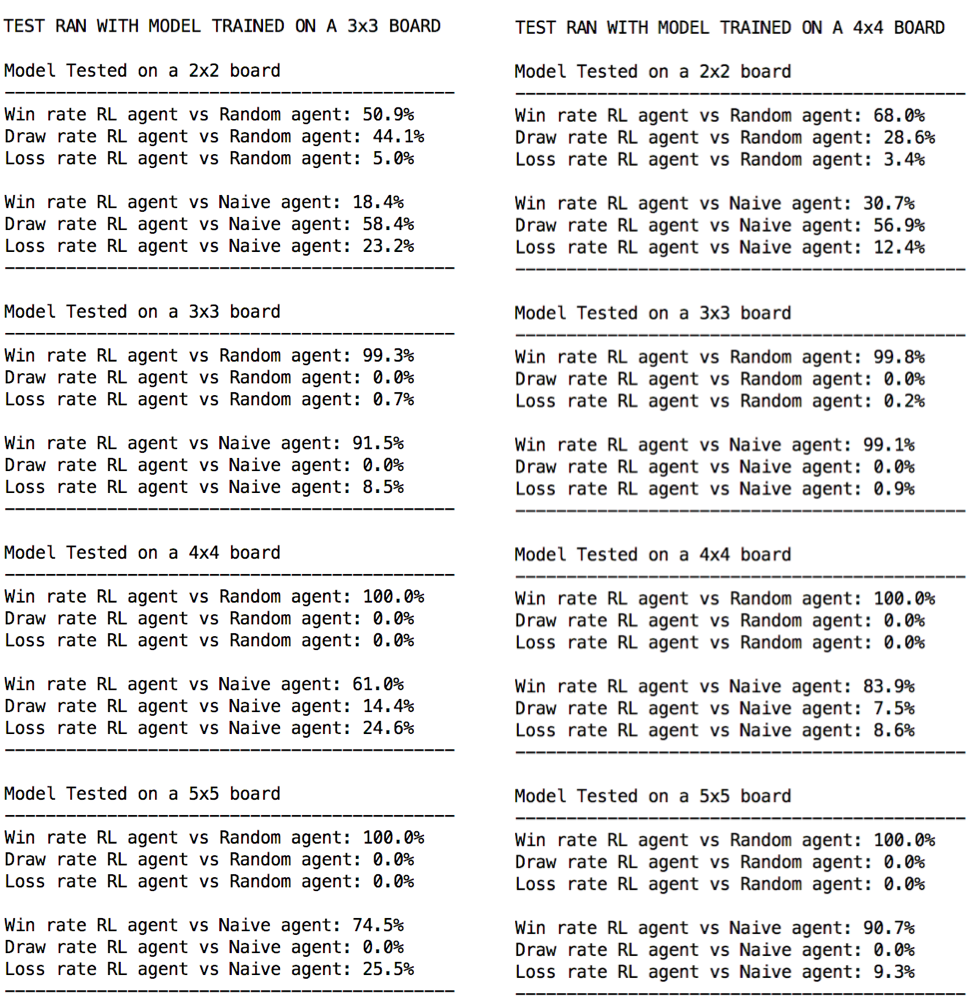 TEST RAN WITH MODEL TRAINED ON A 3x3 BOARD
Model Tested on a 2x2 board
Win rate RL agent vs Random agent: 50.9%
Draw rate RL agent vs Random agent: 44.1%
Loss rate RL agent vs Random agent: 5.0%
Win rate RL agent vs Naive agent: 18.4%
Draw rate RL agent vs Naive agent: 58.4%
Loss rate RL agent vs Naive agent: 23.2%
Model Tested on a 3x3 board
Win rate RL agent vs Random agent: 99.3%
Draw rate RL agent vs Random agent: 0.0%
Loss rate RL agent vs Random agent: 0.7%
Win rate RL agent vs Naive agent: 91.5%
Draw rate RL agent vs Naive agent: 0.0%
Loss rate RL agent vs Naive agent: 8.5%
Model Tested on a 4x4 board
Win rate RL agent vs Random agent: 100.0%
Draw rate RL agent vs Random agent: 0.0%
Loss rate RL agent vs Random agent: 0.0%
Win rate RL agent vs Naive agent: 61.0%
Draw rate RL agent vs Naive agent: 14.4%
Loss rate RL agent vs Naive agent: 24.6%
Model Tested on a 5x5 board
Win rate RL agent vs Random agent: 100.0%
Draw rate RL agent vs Random agent: 0.0%
Loss rate RL agent vs Random agent: 0.0%
Win rate RL agent vs Naive agent: 74.5%
Draw rate RL agent vs Naive agent: 0.0%
Loss rate RL agent vs Naive agent: 25.5%
TEST RAN WITH MODEL TRAINED ON A 4x4 BOARD
Model Tested on a 2x2 board
Win rate RL agent vs Random agent: 68.0%
Draw rate RL agent vs Random agent: 28.6%
Loss rate RL agent vs Random agent: 3.4%
Win rate RL agent vs Naive agent: 30.7%
Draw rate RL agent vs Naive agent: 56.9%
Loss rate RL agent vs Naive agent: 12.4%
Model Tested on a 3x3 board
Win rate RL agent vs Random agent: 99.8%
Draw rate RL agent vs Random agent: 0.0%
Loss rate RL agent vs Random agent: 0.2%
Win rate RL agent vs Naive agent: 99.1%
Draw rate RL agent vs Naive agent: 0.0%
Loss rate RL agent vs Naive agent: 0.9%
Model Tested on a 4x4 board
Win rate RL agent vs Random agent: 100.0%
Draw rate RL agent vs Random agent: 0.0%
Loss rate RL agent vs Random agent: 0.0%
Win rate RL agent vs Naive agent: 83.9%
Draw rate RL agent vs Naive agent: 7.5%
Loss rate RL agent vs Naive agent: 8.6%
Model Tested on a 5x5 board
Win rate RL agent vs Random agent: 100.0%
Draw rate RL agent vs Random agent: 0.0%
Loss rate RL agent vs Random agent: 0.0%
Win rate RL agent vs Naive agent: 90.7%
Draw rate RL agent vs Naive agent: 0.0%
Loss rate RL agent vs Naive agent: 9.3%